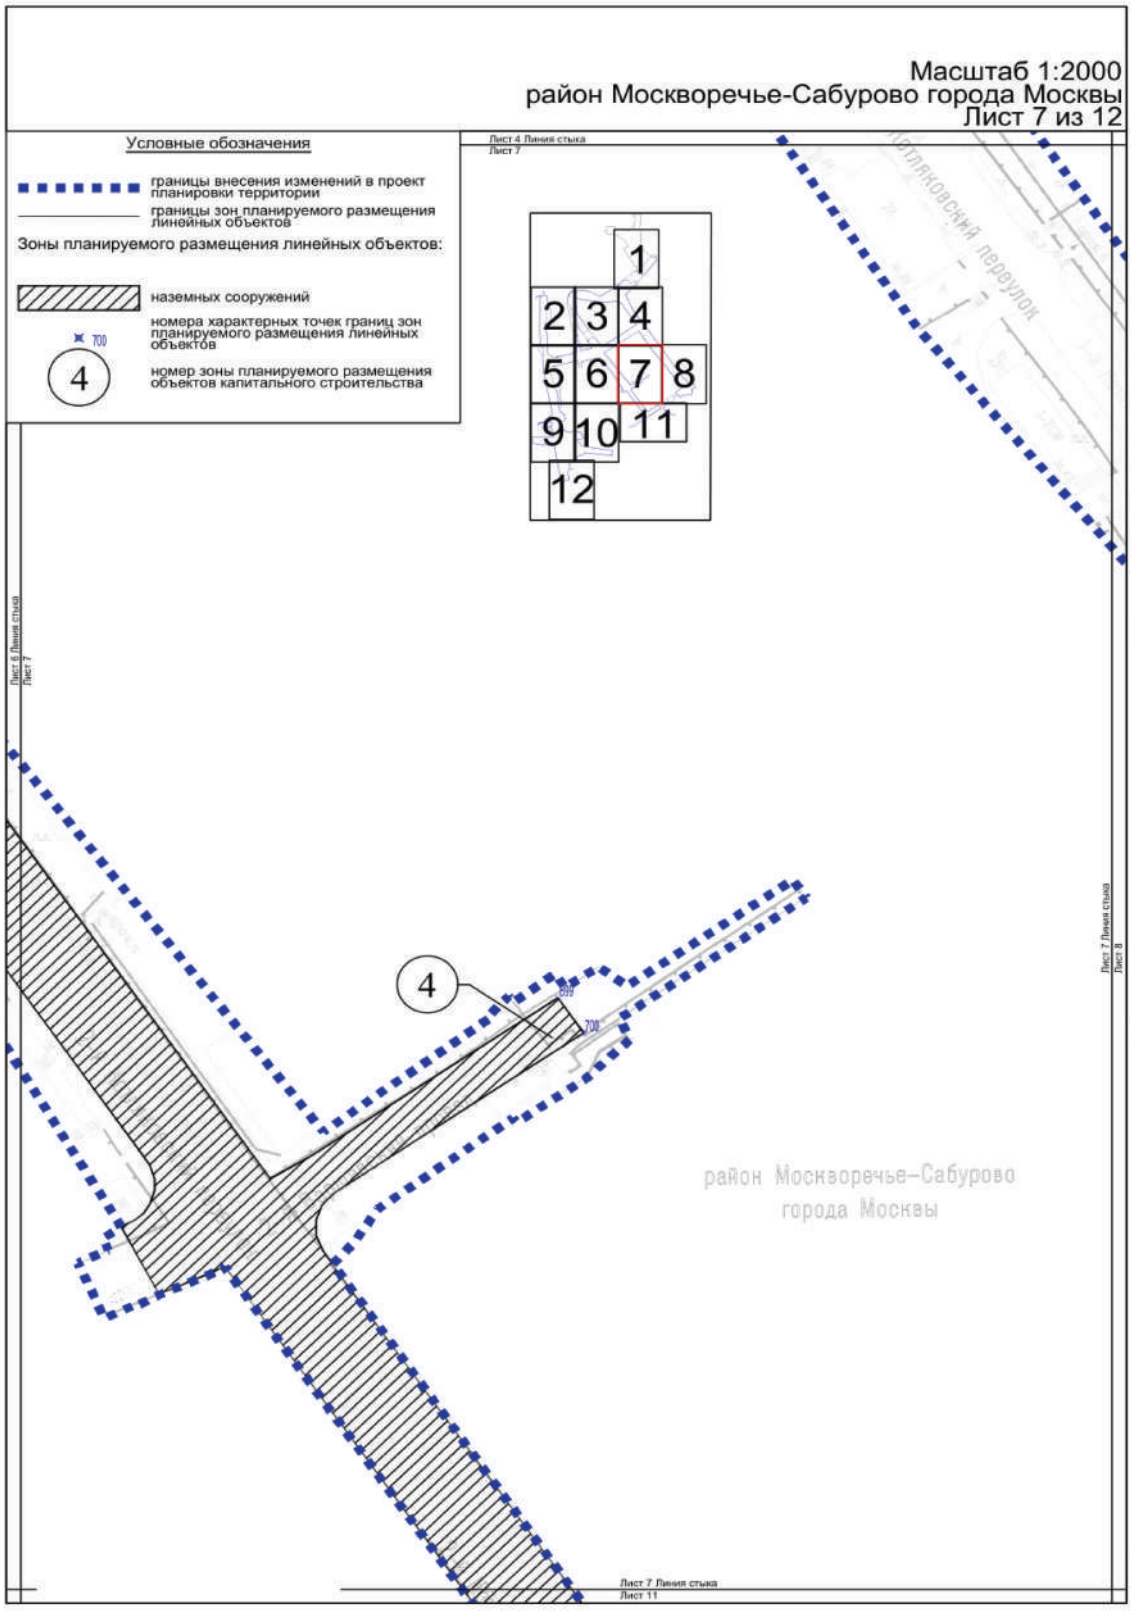 Масштаб 1:2000
район Москворечье-Сабурово города Москвы
Лист 7 из 12
Условные обозначения
границы внесения изменений в проект
планировки территории
границы зон планируемого размещения
линейных объектов
Зоны планируемого размещения линейных объектов:
наземных сооружений
700
номера характерных точек границ зон
планируемого размещения линейных
объектов
4
номер зоны планируемого размещения
объектов капитального строительства
Лист 4 Линия стыка
Лист 7
1
2 3 4
5 6 7 8
9 10 11
12
переулок
Лист 6 Линия стыка
Лист 7
Лист 7 Линия стыка
Лист 8
4
699
700
район Москворечье-Сабурово
города Москвы
Лист 7 Линия стыка
Лист 11